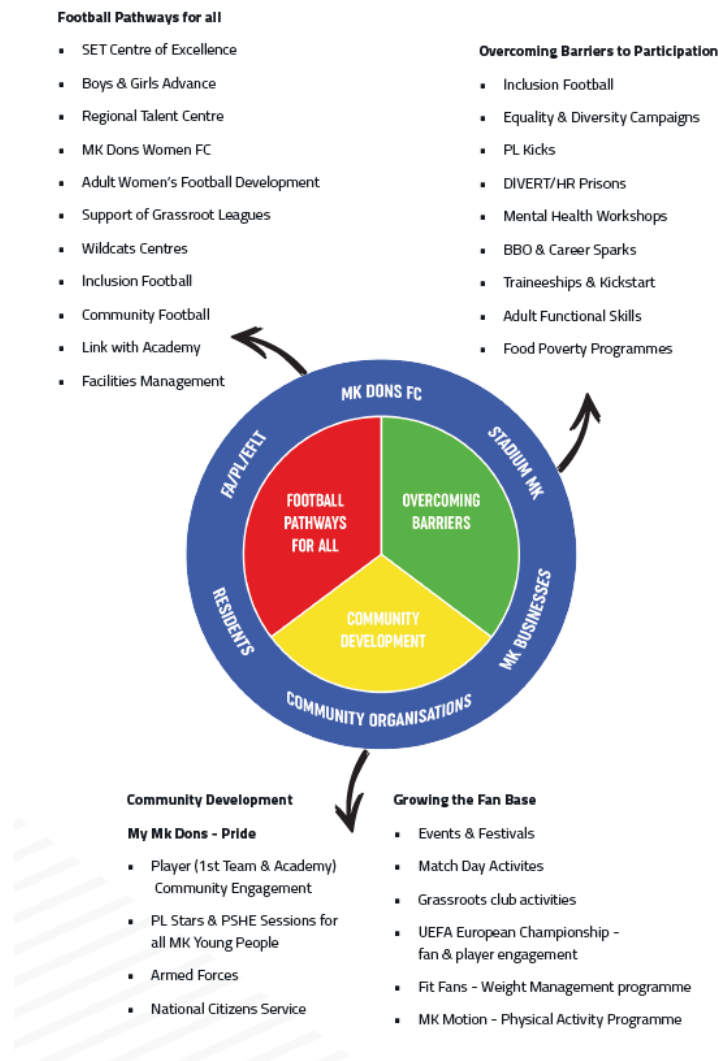 Football Pathways for all
▪ SET Centre of Excellence
▪ Boys & Girls Advance
▪ Regional Talent Centre
▪ MK Dons Women FC
▪ Adult Women's Football Development
▪ Support of Grassroot Leagues
▪ Wildcats Centres
▪ Inclusion Football
▪ Community Football
▪ Link with Academy
▪ Facilities Management
Overcoming Barriers to Participation
▪ Inclusion Football
▪ Equality & Diversity Campaigns
▪ PL Kicks
▪ DIVERT/HR Prisons
▪ Mental Health Workshops
▪ BBO & Career Sparks
▪ Traineeships & Kickstart
▪ Adult Functional Skills
▪ Food Poverty Programmes
MK DONS FC
STADIUM MK
MK BUSINESSES
COMMUNITY ORGANISATIONS
RESIDENTS
FA/PL/EFLT
FOOTBALL
PATHWAYS
FOR ALL
OVERCOMING
BARRIERS
COMMUNITY
DEVELOPMENT
Community Development
My Mk Dons - Pride
▪ Player (1st Team & Academy)
Community Engagement
▪ PL Stars & PSHE Sessions for
all MK Young People
▪ Armed Forces
▪ National Citizens Service
Growing the Fan Base
▪ Events & Festivals
▪ Match Day Activites
▪ Grassroots club activities
▪ UEFA European Championship -
fan & player engagement
▪ Fit Fans - Weight Management programme
▪ MK Motion - Physical Activity Programme